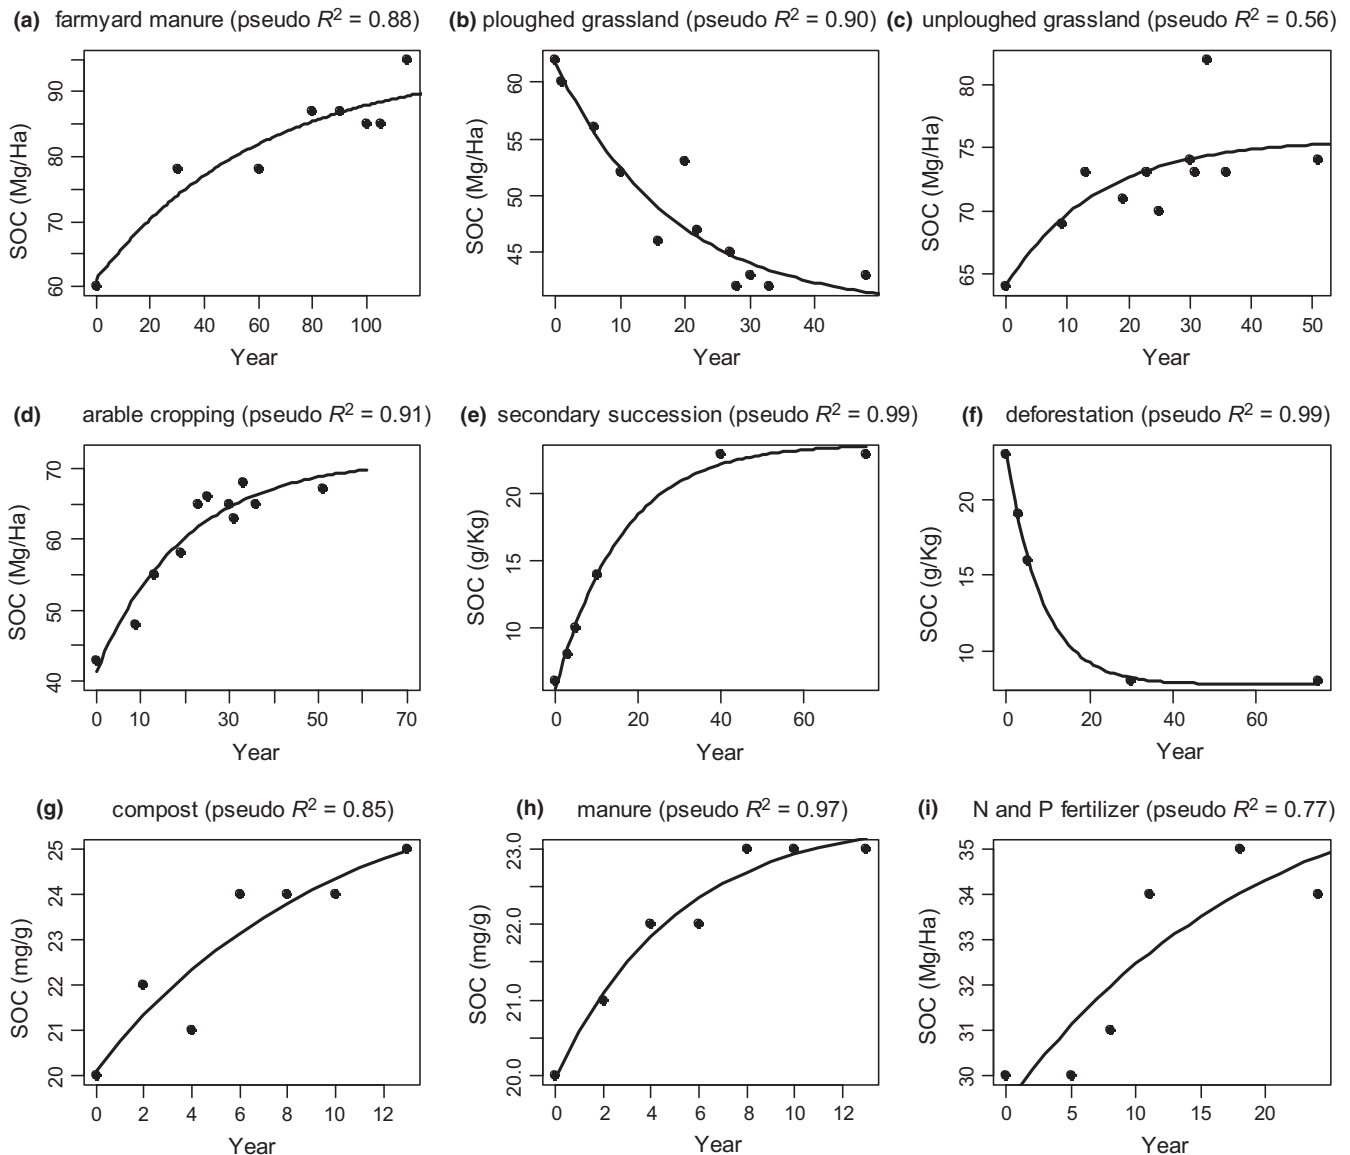 (a) farmyard manure (pseudo R² = 0.88)
SOC (Mg/Ha)
90
80
70
60
0 20 40 60 80 100
Year
(b) ploughed grassland (pseudo R² = 0.90)
SOC (Mg/Ha)
60
55
50
45
0 10 20 30 40
Year
(c) unploughed grassland (pseudo R² = 0.56)
SOC (Mg/Ha)
80
75
70
65
0 10 20 30 40 50
Year
(d) arable cropping (pseudo R² = 0.91)
SOC (Mg/Ha)
70
60
50
40
0 10 30 50 70
Year
(e) secondary succession (pseudo R² = 0.99)
SOC (g/Kg)
20
15
10
0 20 40 60
Year
(f) deforestation (pseudo R² = 0.99)
SOC (g/Kg)
20
15
10
0 20 40 60
Year
(g) compost (pseudo R² = 0.85)
SOC (mg/g)
25
24
23
22
21
20
0 2 4 6 8 10 12
Year
(h) manure (pseudo R² = 0.97)
SOC (mg/g)
23.0
22.0
21.0
20.0
0 2 4 6 8 10 12
Year
(i) N and P fertilizer (pseudo R² = 0.77)
SOC (Mg/Ha)
35
34
33
32
31
30
0 5 10 15 20
Year